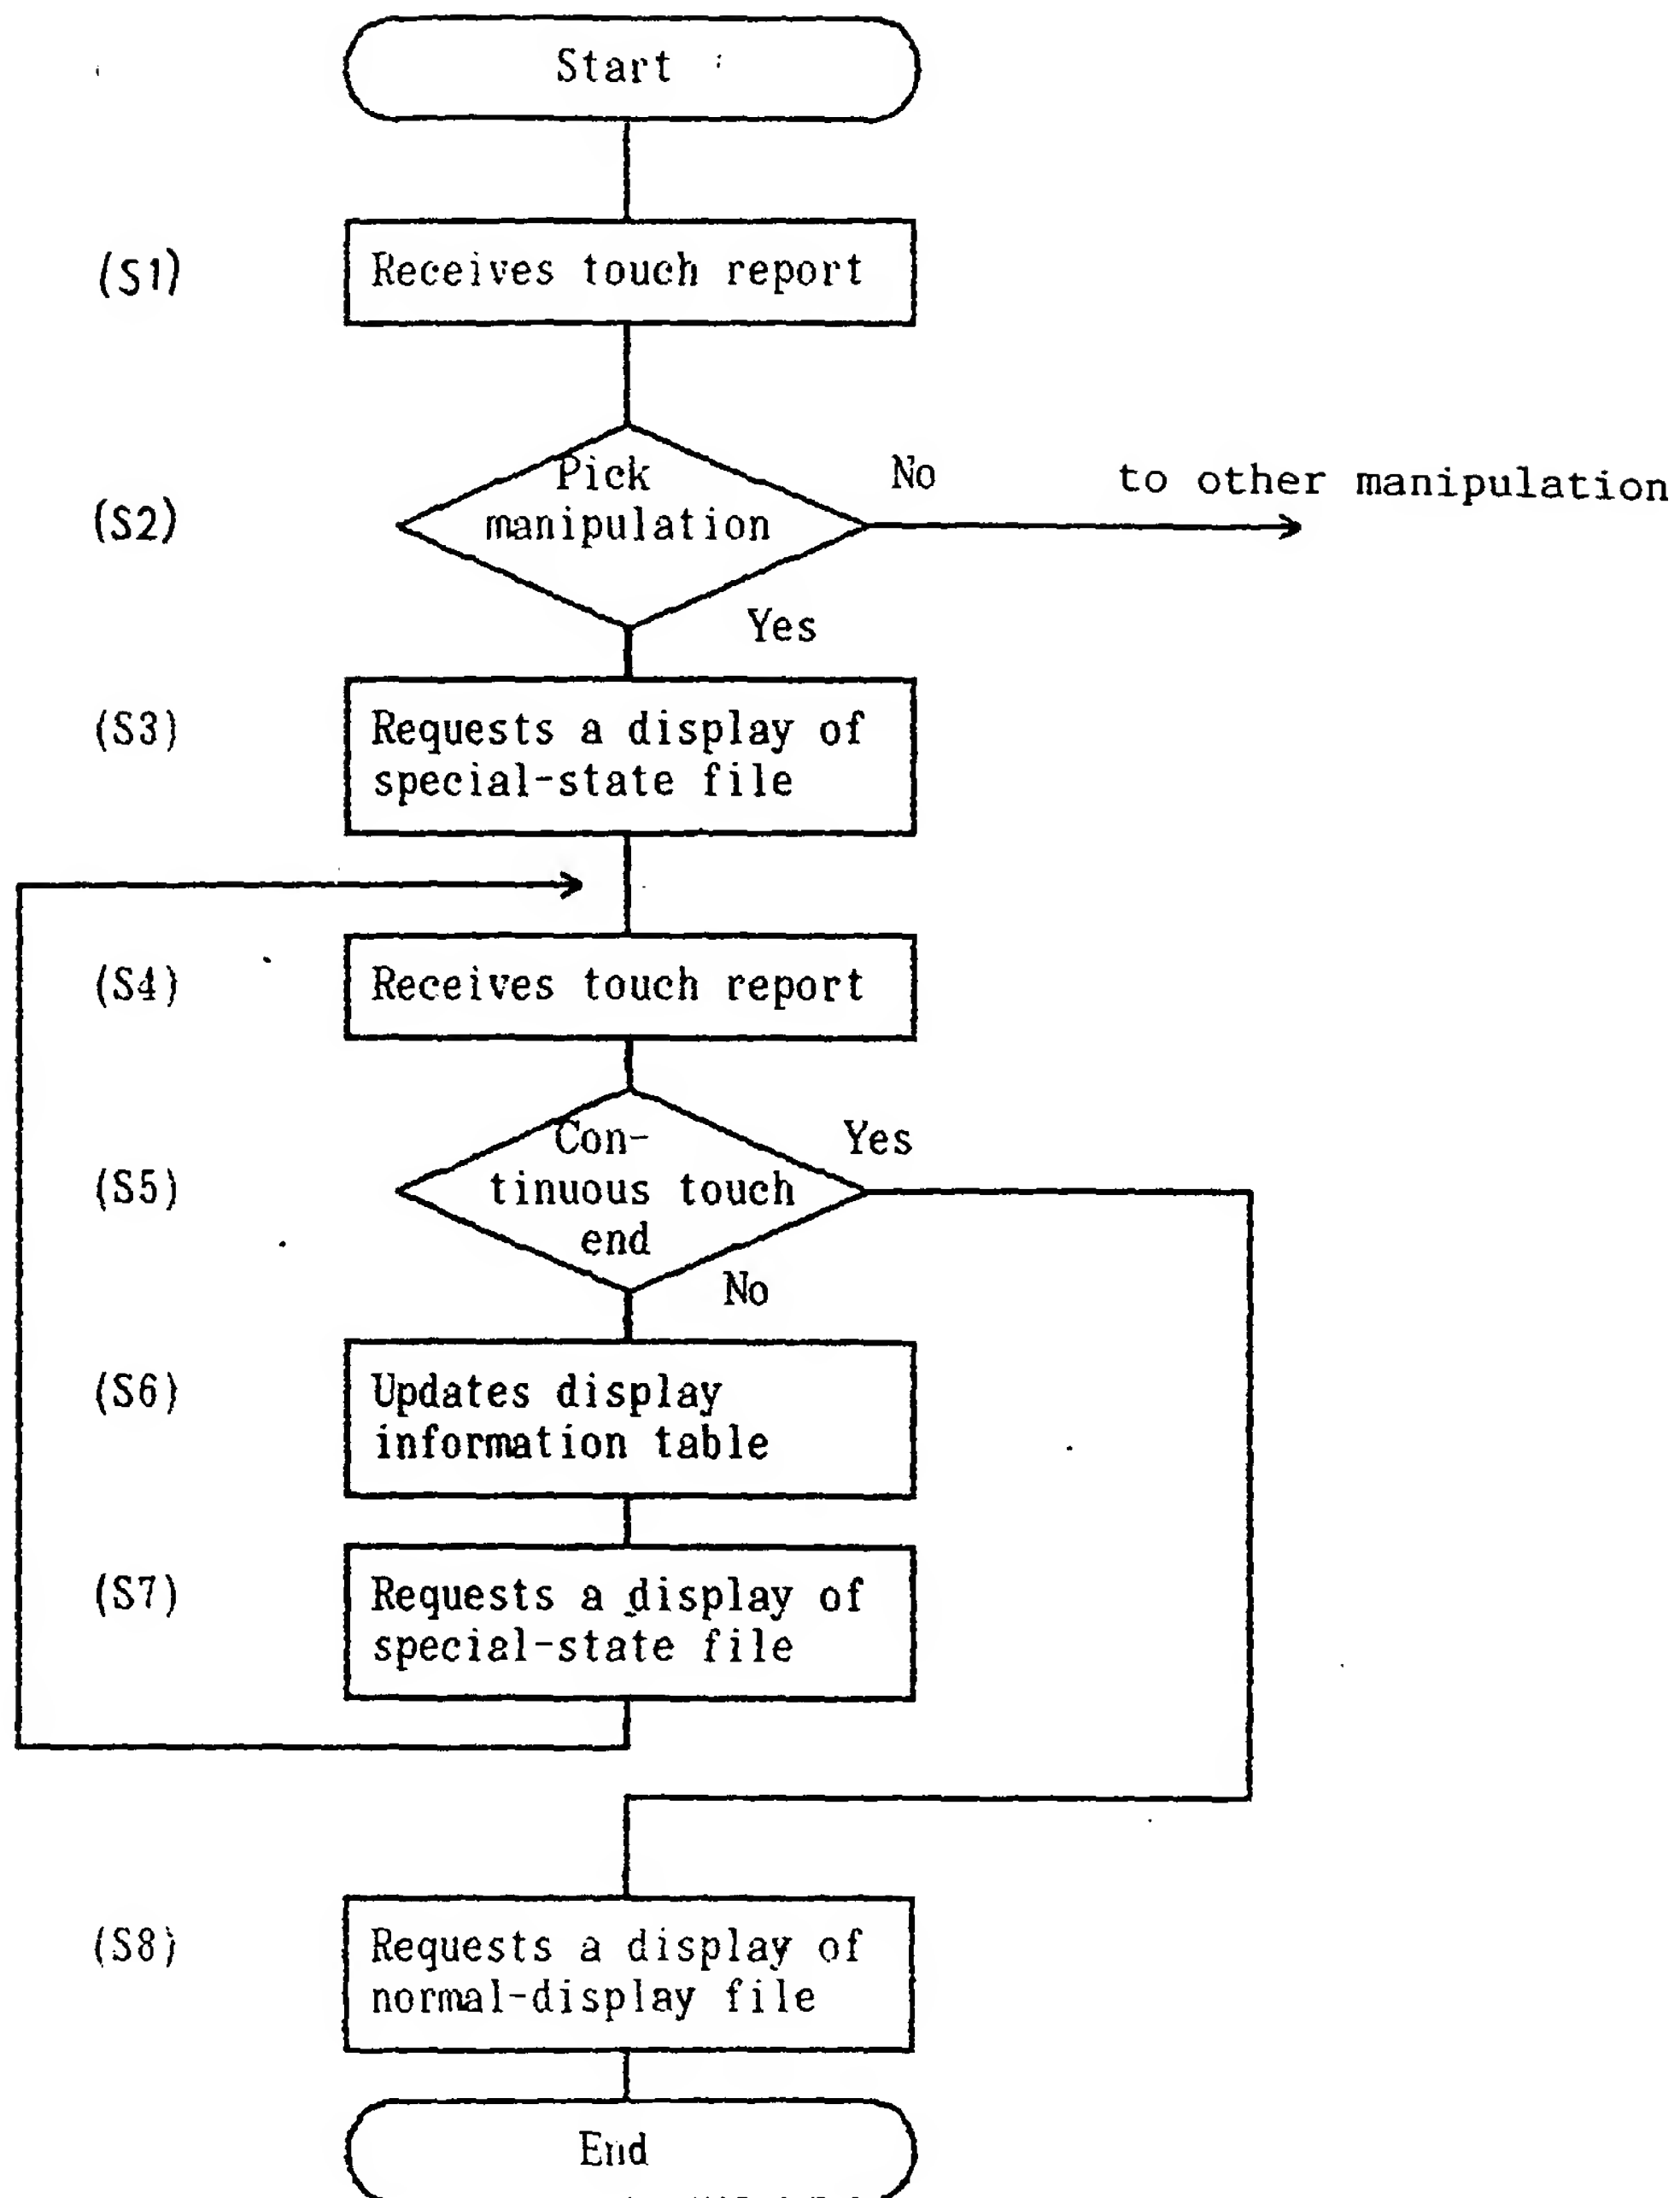 Start
(S1)
Receives touch report
(S2)
Pick
manipulation
No
to other manipulation
Yes
(S3)
Requests a display of
special-state file
(S4)
Receives touch report
(S5)
Con-
tinuous touch
end
Yes
No
(S6)
Updates display
information table
(S7)
Requests a display of
special-state file
(S8)
Requests a display of
normal-display file
End